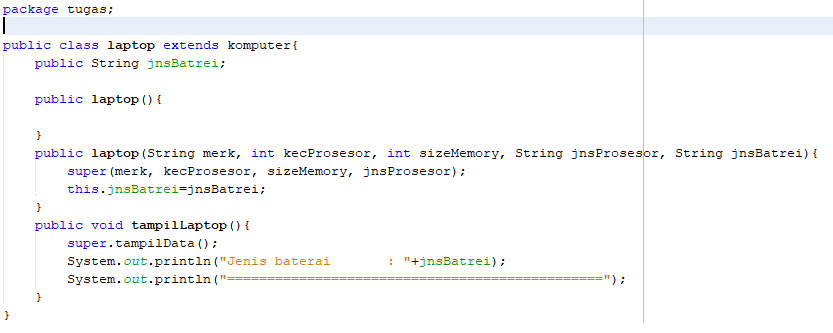 package tugas;
public class laptop extends komputer{
public String jnsBatrei;
public laptop(){
}
public laptop(String merk, int kecProsesor, int sizeMemory, String jnsProsesor, String jnsBatrei){
super(merk, kecProsesor, sizeMemory, jnsProsesor);
this.jnsBatrei=jnsBatrei;
}
public void tampilLaptop(){
super.tampilData();
System.out.println("Jenis baterai       : "+jnsBatrei);
System.out.println("===============================================");
}
}